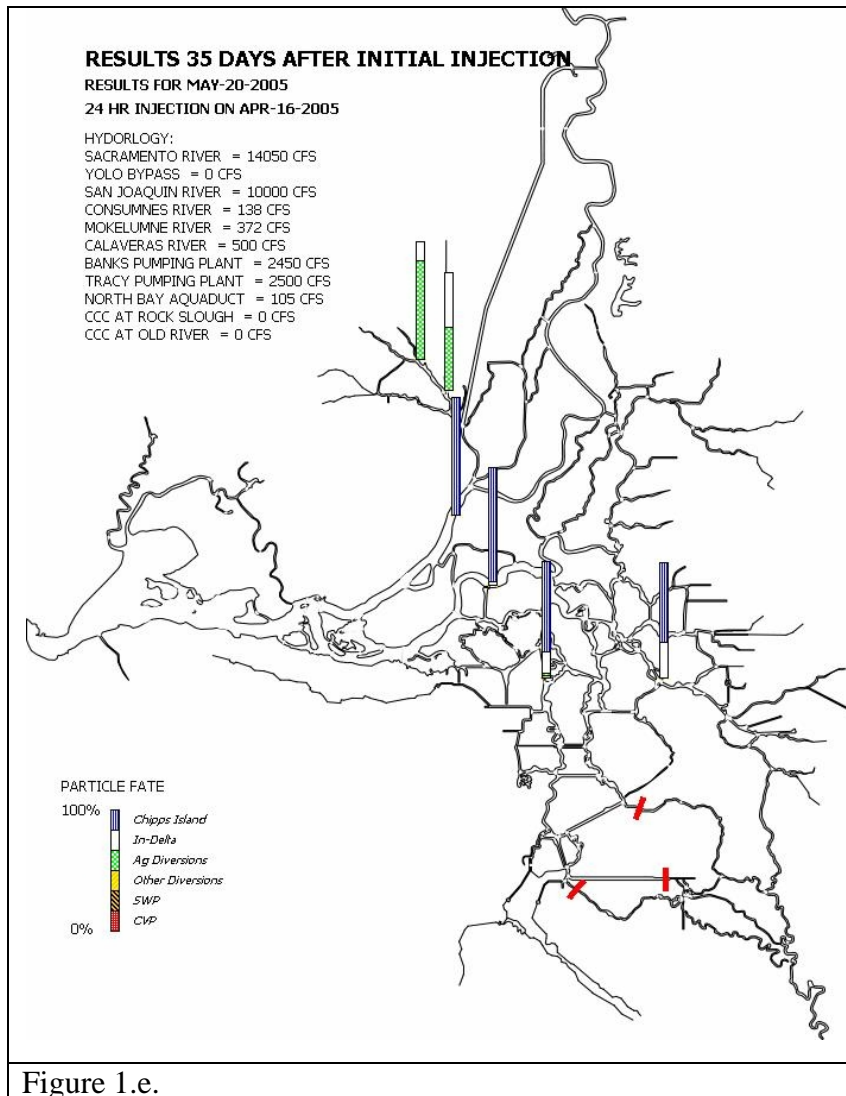 RESULTS 35 DAYS AFTER INITIAL INJECTION
RESULTS FOR MAY-20-2005
24 HR INJECTION ON APR-16-2005
HYDORLOGY:
SACRAMENTO RIVER = 14050 CFS
YOLO BYPASS = 0 CFS
SAN JOAQUIN RIVER = 10000 CFS
CONSUMNES RIVER = 138 CFS
MOKELUMNE RIVER = 372 CFS
CALAVERAS RIVER = 500 CFS
BANKS PUMPING PLANT = 2450 CFS
TRACY PUMPING PLANT = 2500 CFS
NORTH BAY AQUADUCT = 105 CFS
CCC AT ROCK SLOUGH = 0 CFS
CCC AT OLD RIVER = 0 CFS
PARTICLE FATE
100%
Chipps Island
In-Delta
Ag Diversions
Other Diversions
SWP
0%
CVP
Figure 1.e.